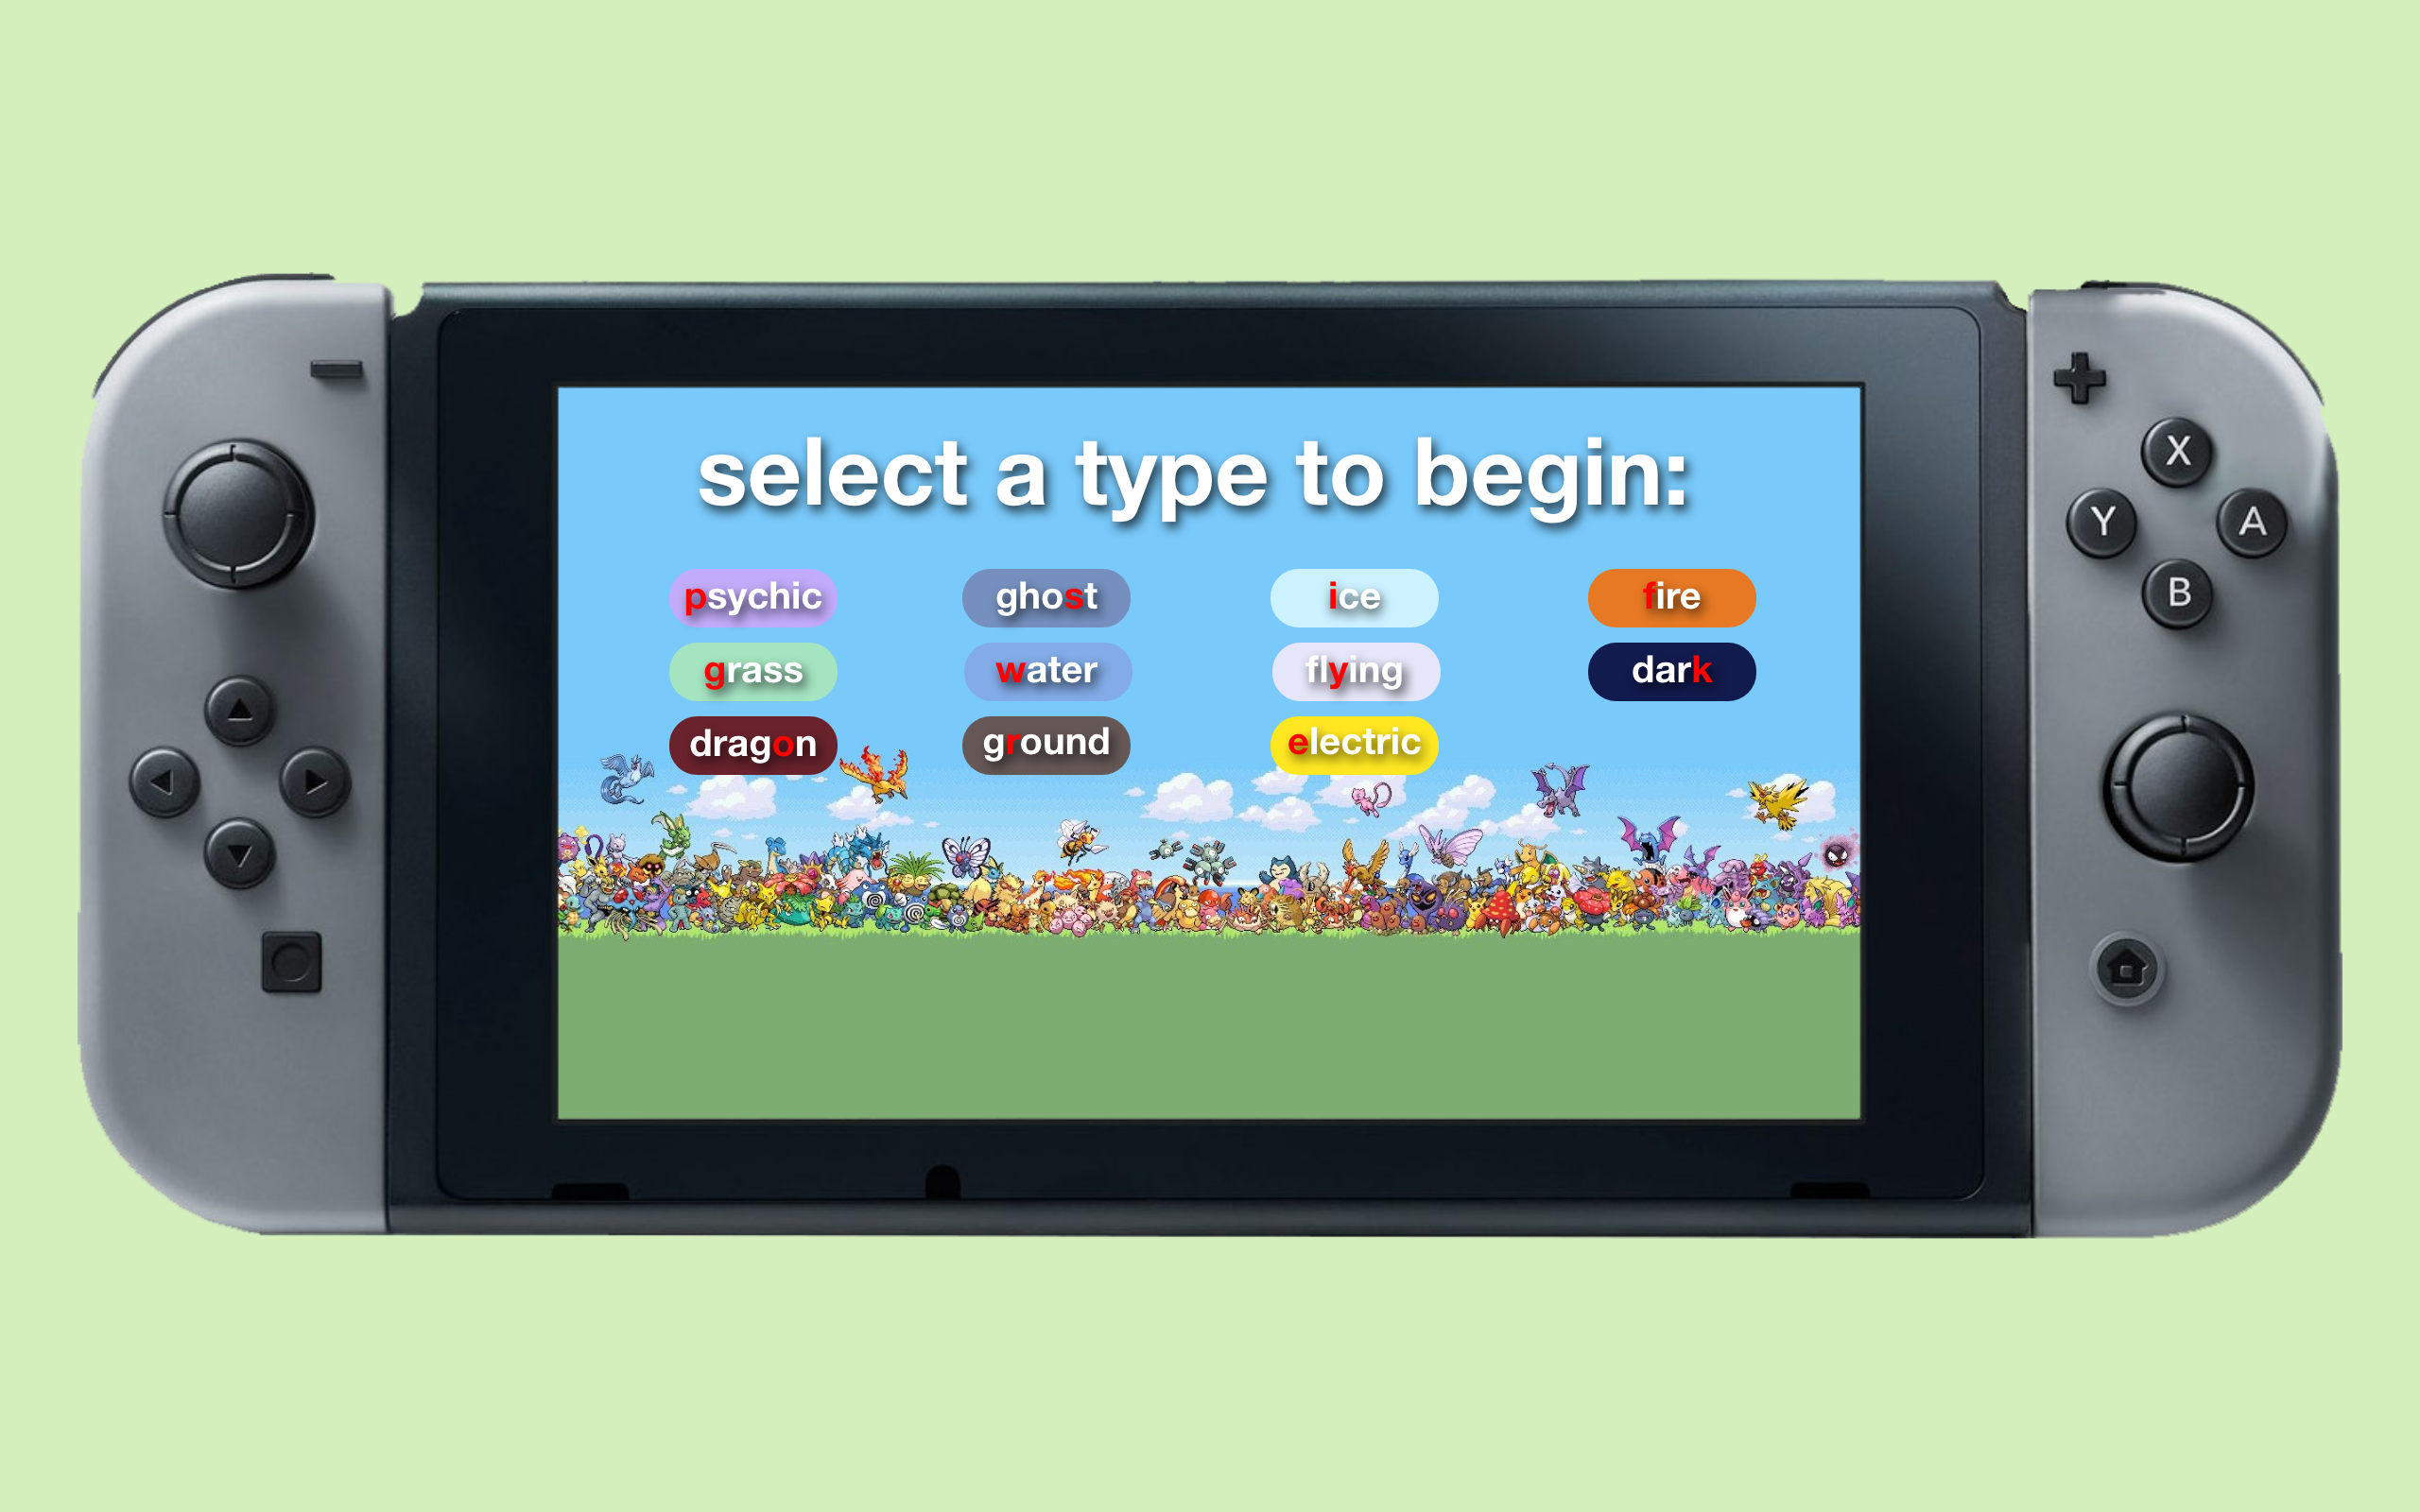 select a type to begin:
psychic ghost ice fire
grass water flying dark
dragon ground electric
X
Y A
B